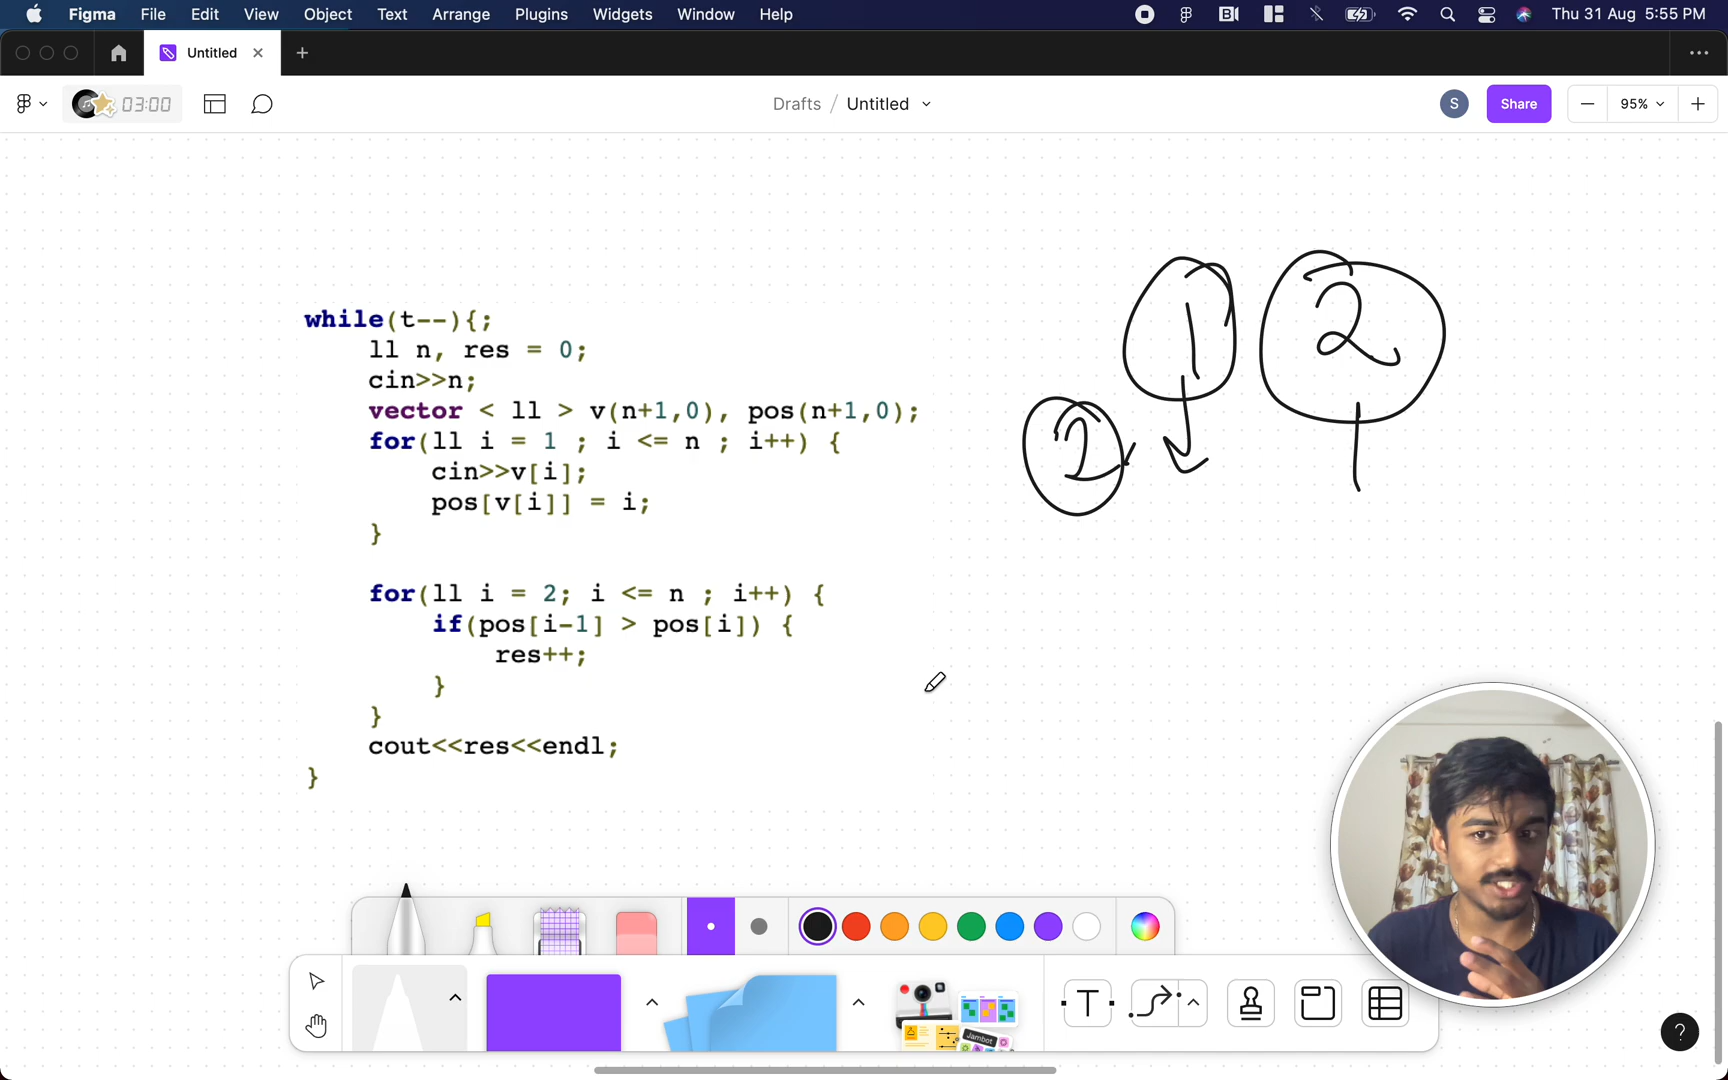 Figma File Edit View Object Text Arrange Plugins Widgets Window Help Thu 31 Aug 5:55 PM
Untitled
03:00 Drafts / Untitled S Share 95%
while(t--){;
ll n, res = 0;
cin>>n;
vector < ll > v(n+1,0), pos(n+1,0);
for(ll i = 1 ; i <= n ; i++) {
cin>>v[i];
pos[v[i]] = i;
}
for(ll i = 2; i <= n ; i++) {
if(pos[i-1] > pos[i]) {
res++;
}
}
cout<<res<<endl;
}
1 2
2
T
Jambot
?